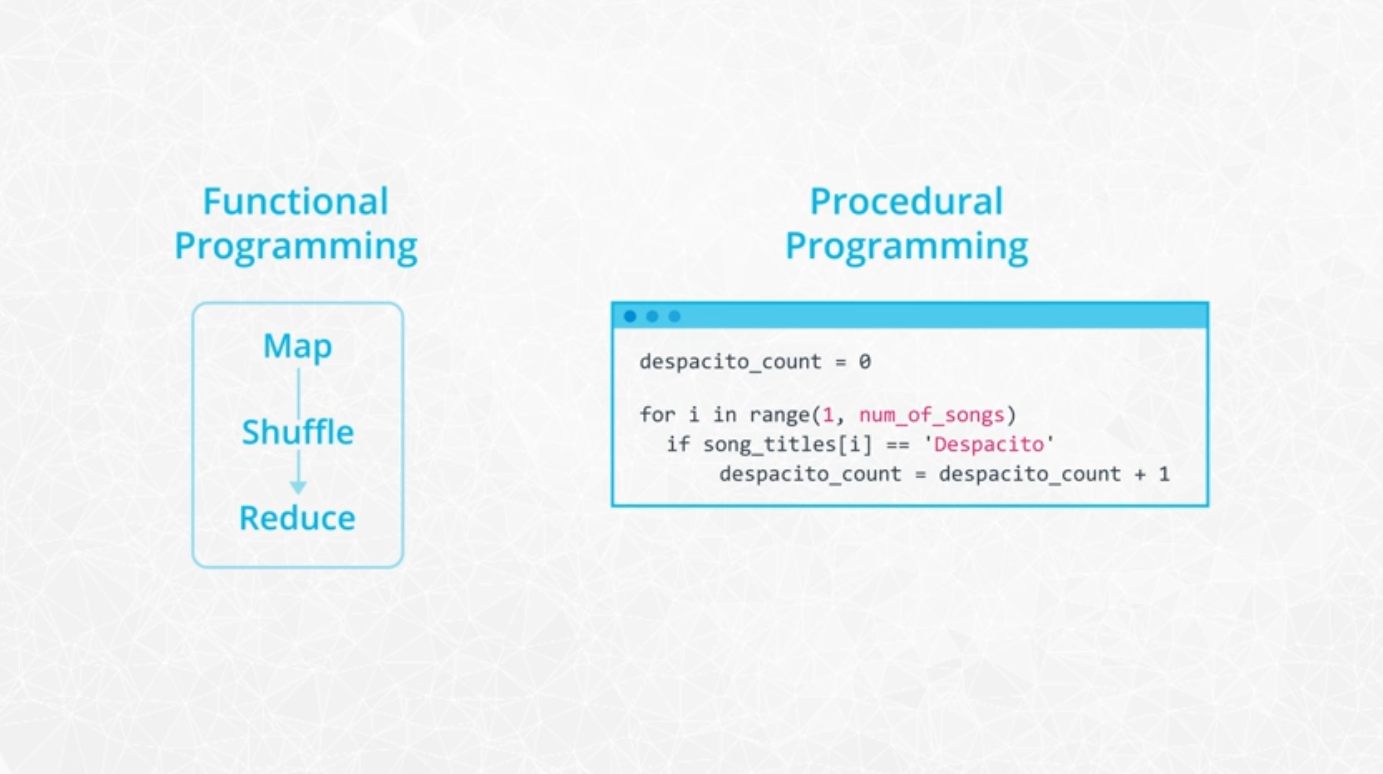 Functional
Programming
Map
Shuffle
Reduce
Procedural
Programming
despacito_count = 0
for i in range(1, num_of_songs)
if song_titles[i] == 'Despacito'
despacito_count = despacito_count + 1